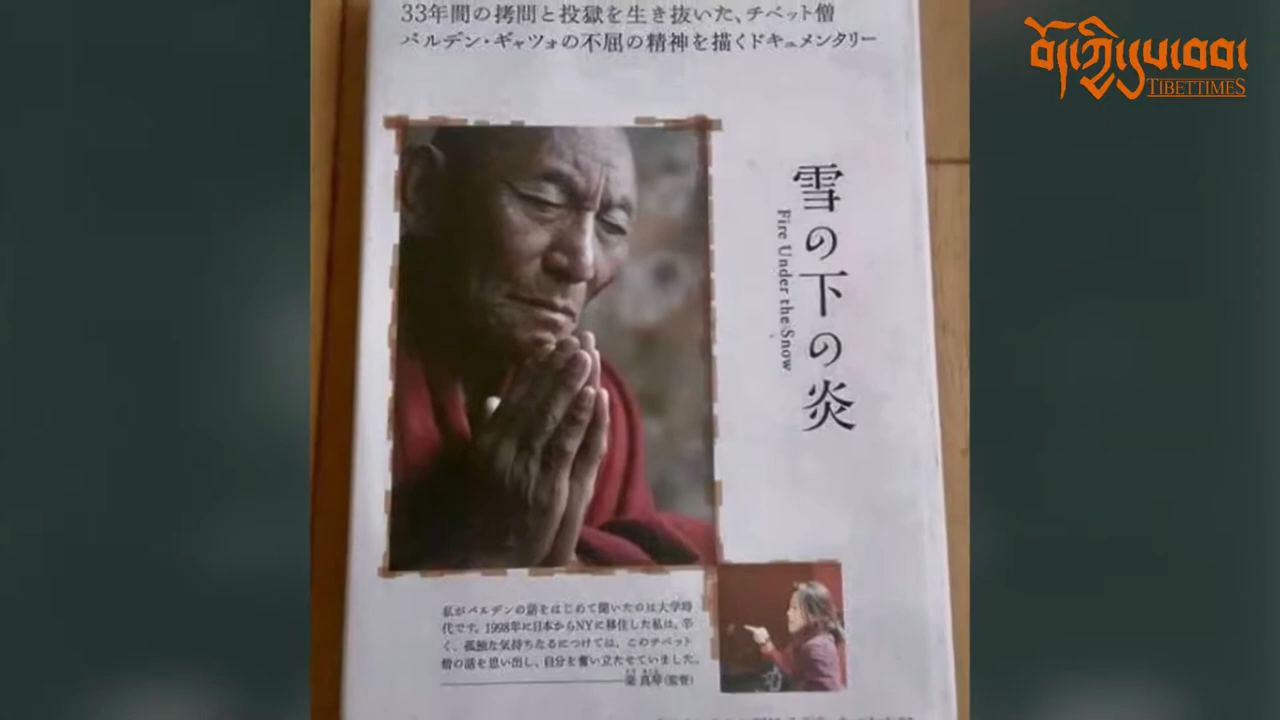 33年間の拷問と投獄を生き抜いた、チベット僧
パルデン・ギャツォの不屈の精神を描くドキュメンタリー
雪の下の炎
Fire Under the Snow
私がパルデンの話をはじめて聞いたのは大学時
代です。1998年に日本からNYに移住した私は、辛
く、孤独な気持ちなるにつけては、このチベット
僧の話を思い出し、自分を奮い立たせていました。
楽 真琴(監督)
TIBETTIMES